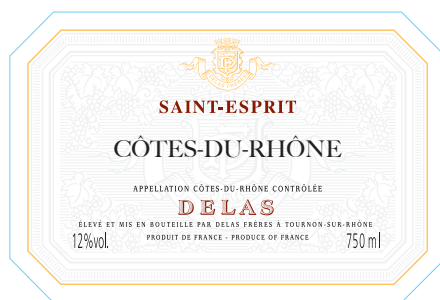 SAINT-ESPRIT
CÔTES-DU-RHÔNE
APPELLATION CÔTES-DU-RHÔNE CONTRÔLÉE
DELAS
ÉLEVÉ ET MIS EN BOUTEILLE PAR DELAS FRÈRES À TOURNON-SUR-RHÔNE
12%vol. PRODUIT DE FRANCE - PRODUCE OF FRANCE 750 ml